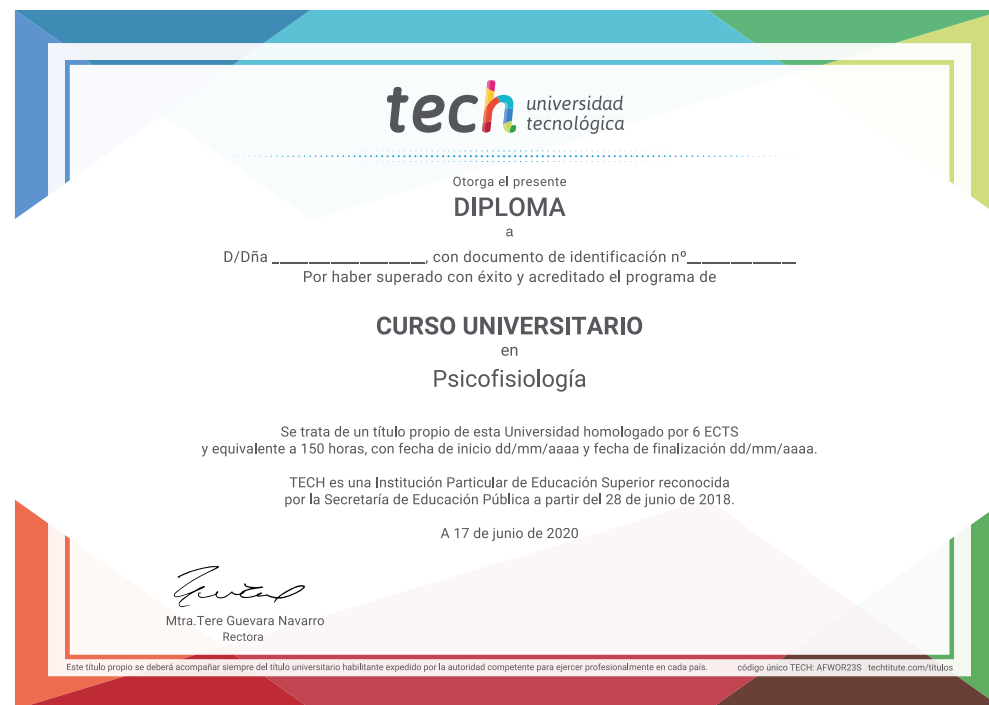 tech universidad
tecnológica
Otorga el presente
DIPLOMA
a
D/Dña _________________, con documento de identificación nº____________
Por haber superado con éxito y acreditado el programa de
CURSO UNIVERSITARIO
en
Psicofisiología
Se trata de un título propio de esta Universidad homologado por 6 ECTS
y equivalente a 150 horas, con fecha de inicio dd/mm/aaaa y fecha de finalización dd/mm/aaaa.
TECH es una Institución Particular de Educación Superior reconocida
por la Secretaría de Educación Pública a partir del 28 de junio de 2018.
A 17 de junio de 2020
Mtra.Tere Guevara Navarro
Rectora
Este título propio se deberá acompañar siempre del título universitario habilitante expedido por la autoridad competente para ejercer profesionalmente en cada país. código único TECH: AFWOR23S techtitute.com/titulos